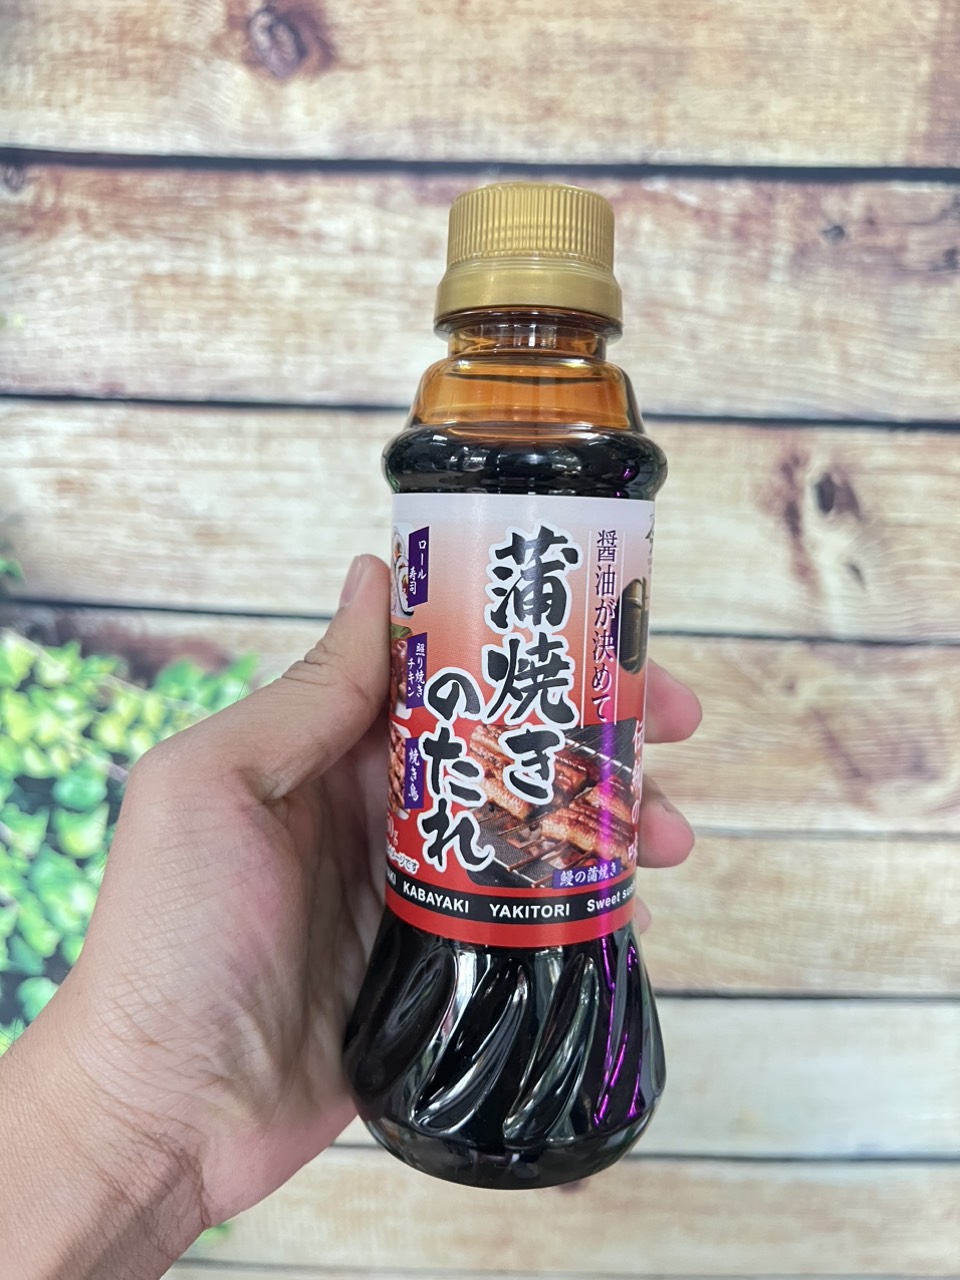 醤油が決めて
蒲焼き
のたれ
ロール
寿司
照り焼き
チキン
焼き鳥
鰻の蒲焼き
KABAYAKI YAKITORI Sweet